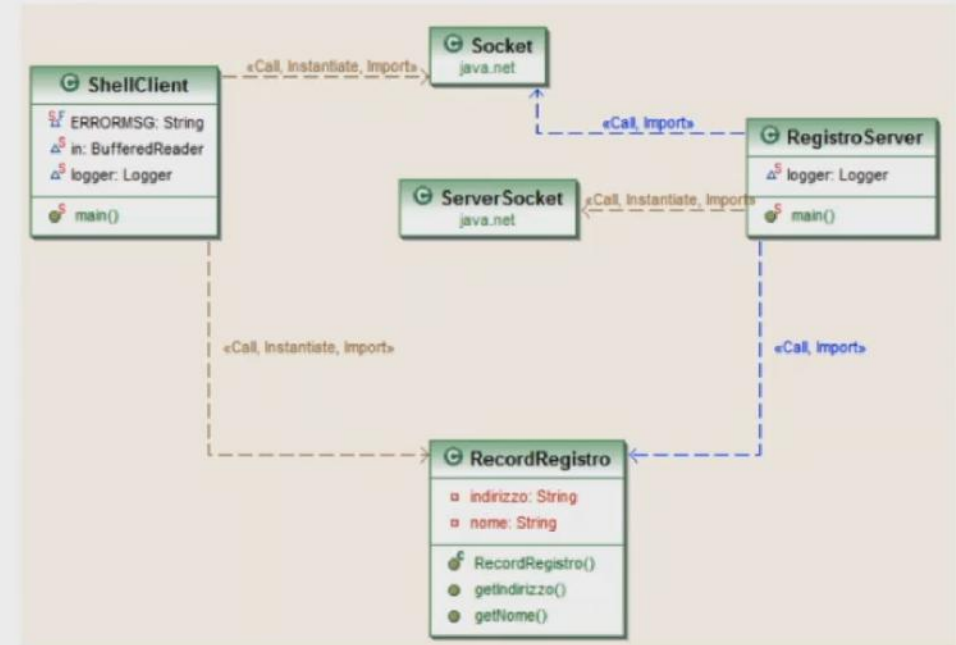 Socket
java.net
«Call, Instantiate, Import»
ShellClient
ERRORMSG: String
in: BufferedReader
logger: Logger
main()
«Call, Import»
RegistroServer
logger: Logger
main()
ServerSocket
java.net
«Call, Instantiate, Import»
«Call, Instantiate, Import»
«Call, Import»
RecordRegistro
indirizzo: String
nome: String
RecordRegistro()
getIndirizzo()
getNome()